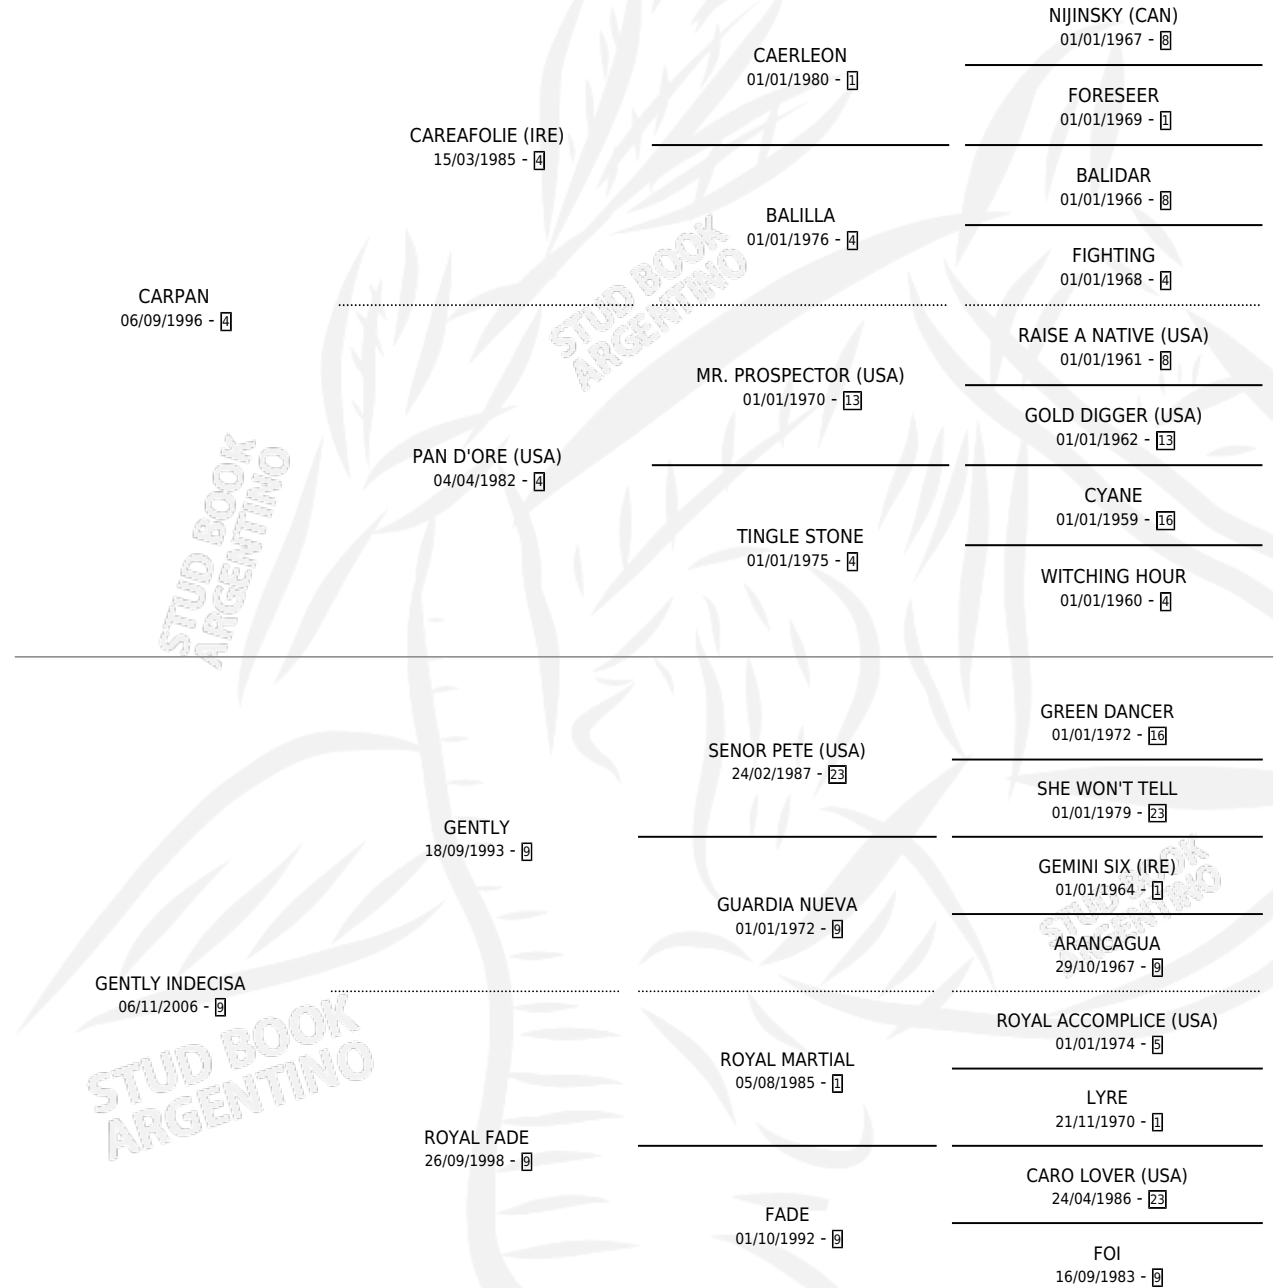 NIJINSKY (CAN)
01/01/1967 - 8
CAERLEON
01/01/1980 - 1
FORESEER
01/01/1969 - 1
CAREAFOLIE (IRE)
15/03/1985 - 4
BALIDAR
01/01/1966 - 8
BALILLA
01/01/1976 - 4
FIGHTING
01/01/1968 - 4
CARPAN
06/09/1996 - 4
RAISE A NATIVE (USA)
01/01/1961 - 8
MR. PROSPECTOR (USA)
01/01/1970 - 13
GOLD DIGGER (USA)
01/01/1962 - 13
PAN D'ORE (USA)
04/04/1982 - 4
CYANE
01/01/1959 - 16
TINGLE STONE
01/01/1975 - 4
WITCHING HOUR
01/01/1960 - 4
GREEN DANCER
01/01/1972 - 16
SENOR PETE (USA)
24/02/1987 - 23
SHE WON'T TELL
01/01/1979 - 23
GENTLY
18/09/1993 - 9
GEMINI SIX (IRE)
01/01/1964 - 1
GUARDIA NUEVA
01/01/1972 - 9
ARANCAGUA
29/10/1967 - 9
GENTLY INDECISA
06/11/2006 - 9
ROYAL ACCOMPLICE (USA)
01/01/1974 - 5
ROYAL MARTIAL
05/08/1985 - 1
LYRE
21/11/1970 - 1
ROYAL FADE
26/09/1998 - 9
CARO LOVER (USA)
24/04/1986 - 23
FADE
01/10/1992 - 9
FOI
16/09/1983 - 9
STUD BOOK
ARGENTINO
STUD BOOK
ARGENTINO
STUD BOOK
ARGENTINO
STUD BOOK
ARGENTINO